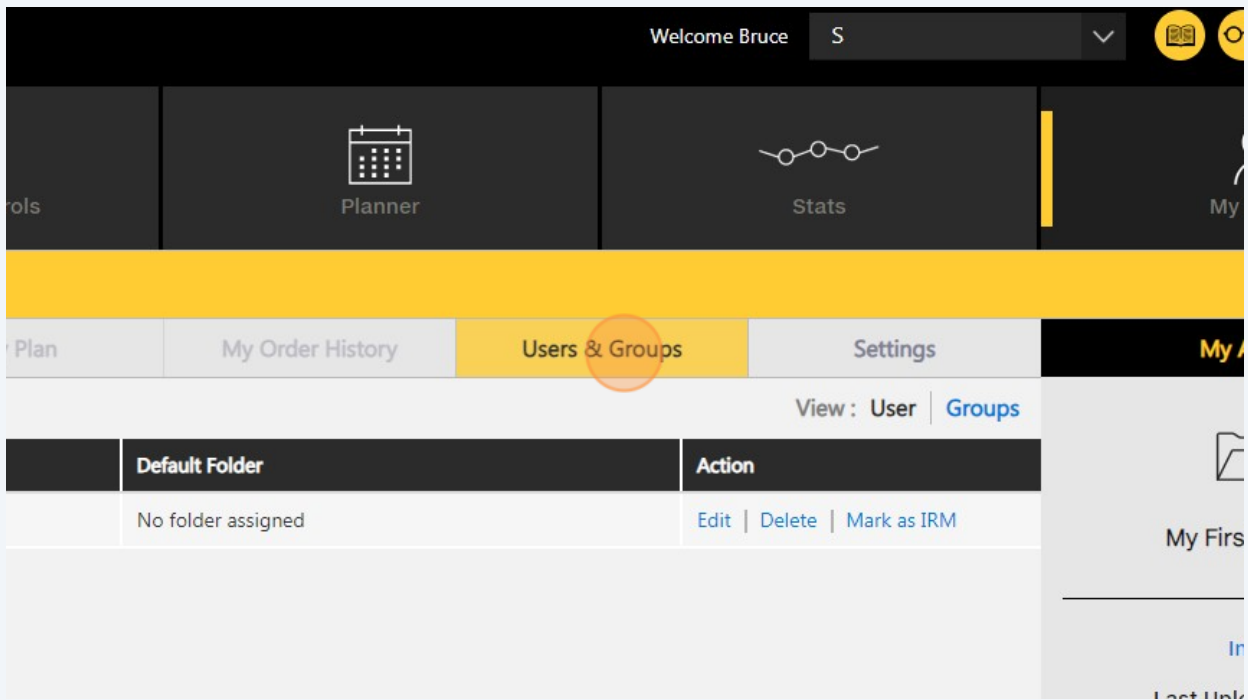 Welcome Bruce S
rols Planner Stats My
Plan My Order History Users & Groups Settings My
View : User Groups
Default Folder Action
No folder assigned Edit | Delete | Mark as IRM
My Firs
In
Last Uplo